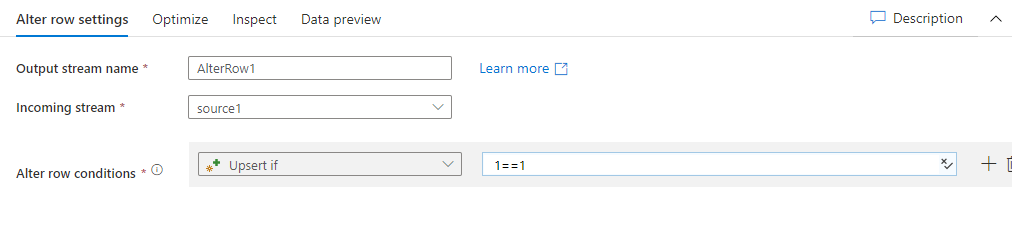 Alter row settings Optimize Inspect Data preview Description
Output stream name * AlterRow1 Learn more
Incoming stream * source1
Alter row conditions * Upsert if 1==1